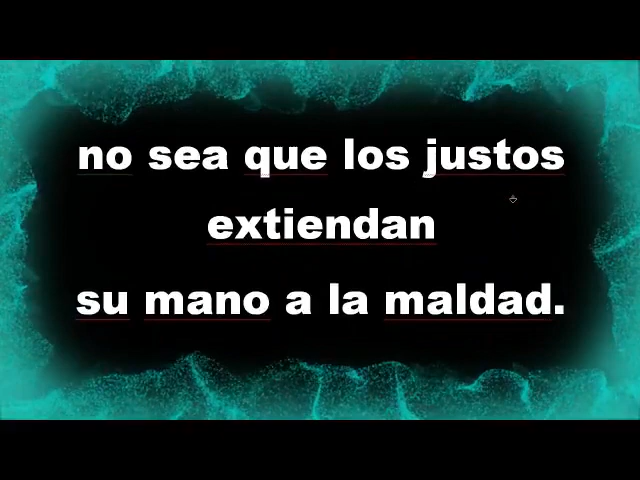 no sea que los justos
extiendan
su mano a la maldad.